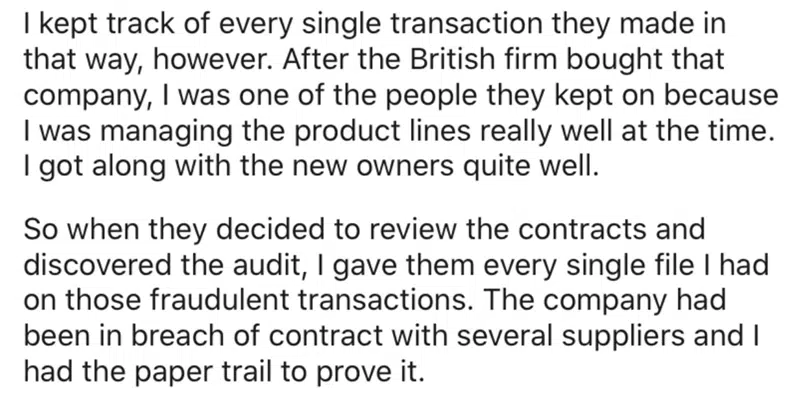 I kept track of every single transaction they made in
that way, however. After the British firm bought that
company, I was one of the people they kept on because
I was managing the product lines really well at the time.
I got along with the new owners quite well.
So when they decided to review the contracts and
discovered the audit, I gave them every single file I had
on those fraudulent transactions. The company had
been in breach of contract with several suppliers and I
had the paper trail to prove it.